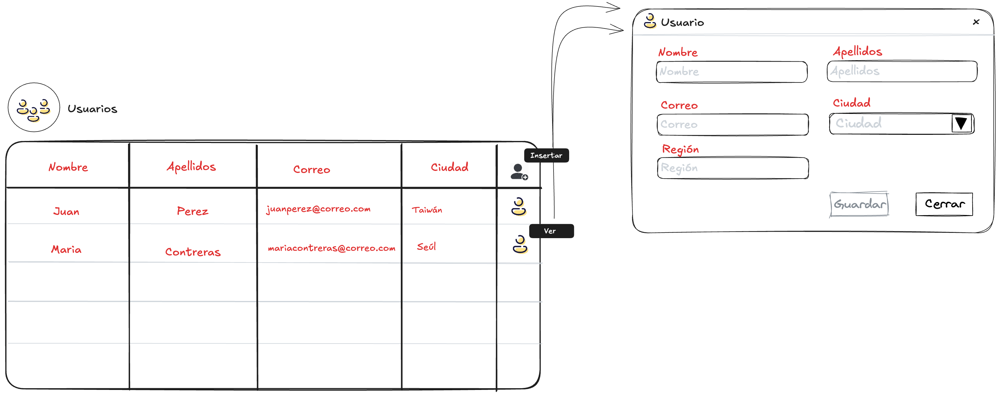 Usuarios
Nombre
Apellidos
Correo
Ciudad
Insertar
Juan
Perez
juanperez@correo.com
Taiwán
Ver
Maria
Contreras
mariacontreras@correo.com
Seúl
Usuario
x
Nombre
Apellidos
Nombre
Apellidos
Correo
Ciudad
Correo
Ciudad
Región
Región
Guardar
Cerrar